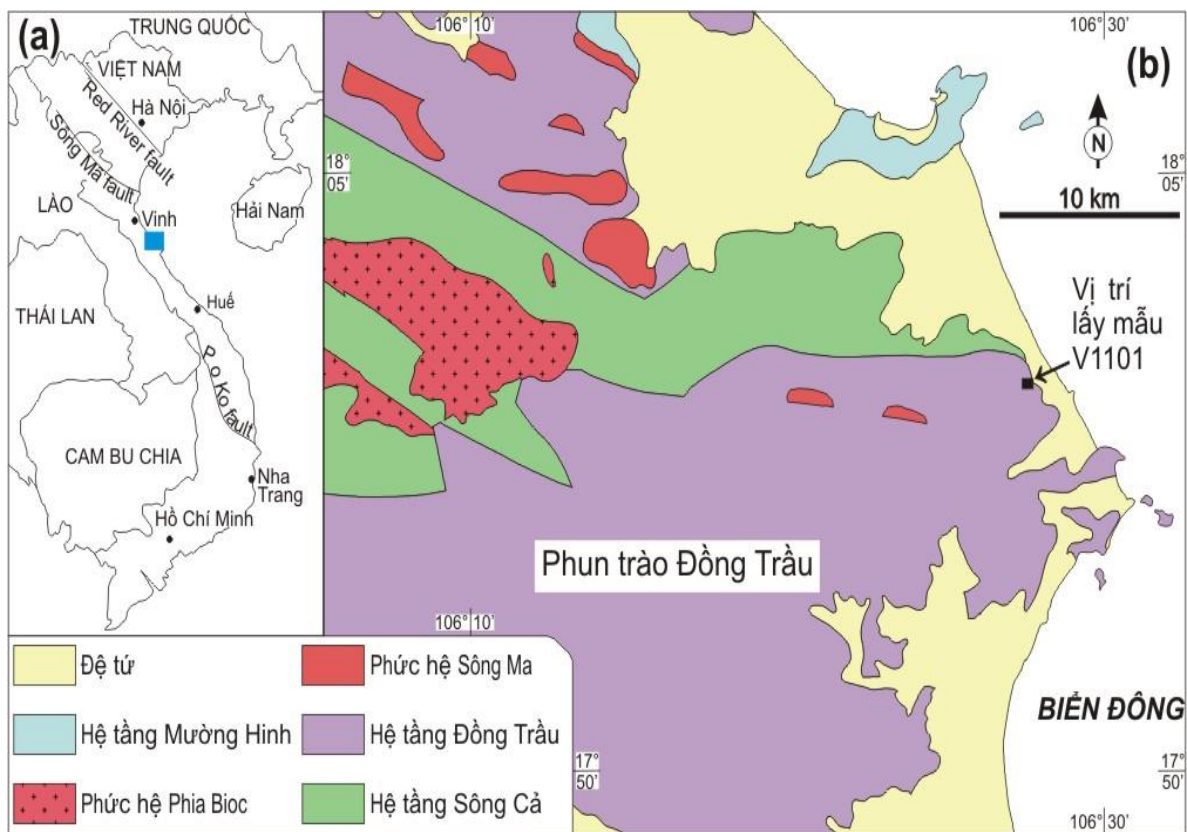 (a)
TRUNG QUỐC
VIỆT NAM
Hà Nội
Red River fault
Sông Mã fault
LÀO
Vinh
Hải Nam
Huế
THÁI LAN
P o Ko fault
CAM BU CHIA
Nha
Trang
Hồ Chí Minh
106° 10'
106° 30'
(b)
N
18°
05'
18°
05'
10 km
Vị trí
lấy mẫu
V1101
Phun trào Đồng Trầu
106° 10'
BIỂN ĐÔNG
17°
50'
17°
50'
106° 30'
Đệ tứ
Phức hệ Sông Ma
Hệ tầng Mường Hinh
Hệ tầng Đồng Trầu
Phức hệ Phia Bioc
Hệ tầng Sông Cả